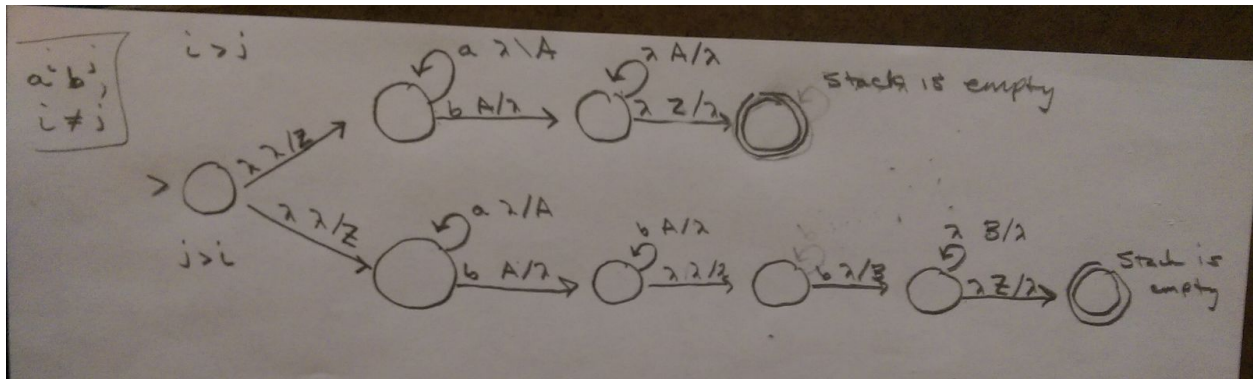 a^i b^j,
i ≠ j
i > j
a λ\A
λ A/λ
Stack is empty
b A/λ
λ Z/λ
λ λ/Z
>
λ λ/Z
j>i
a λ/A
b A/λ
b A/λ
λ λ/λ
b λ/B
λ B/λ
λ Z/λ
Stack is
empty